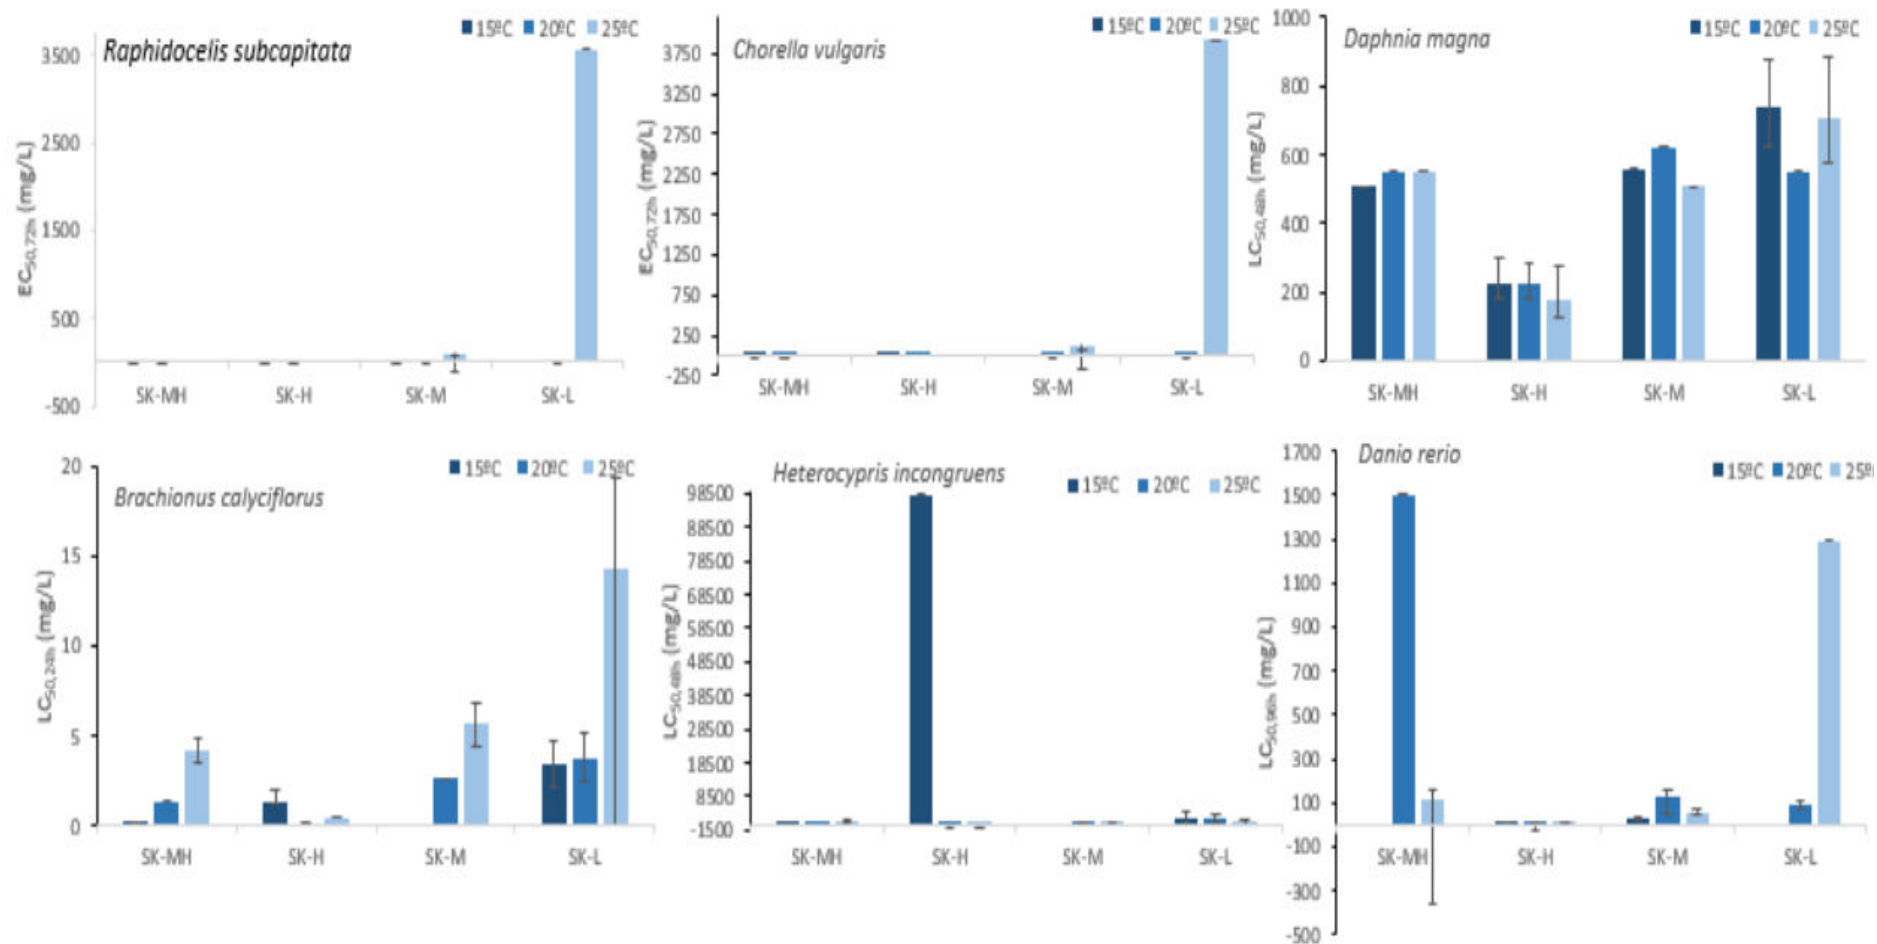 Raphidocelis subcapitata
15ºC 20ºC 25ºC
EC50,72h (mg/L)
3500
2500
1500
500
-500
SK-MH SK-H SK-M SK-L
Chorella vulgaris
15ºC 20ºC 25ºC
EC50,72h (mg/L)
3750
3250
2750
2250
1750
1250
750
250
-250
SK-MH SK-H SK-M SK-L
Daphnia magna
15ºC 20ºC 25ºC
LC50,48h (mg/L)
1000
800
600
400
200
0
SK-MH SK-H SK-M SK-L
Brachionus calyciflorus
15ºC 20ºC 25ºC
LC50,24h (mg/L)
20
15
10
5
0
SK-MH SK-H SK-M SK-L
Heterocypris incongruens
15ºC 20ºC 25ºC
LC50,48h (mg/L)
98500
88500
78500
68500
58500
48500
38500
28500
18500
8500
-1500
SK-MH SK-H SK-M SK-L
Danio rerio
15ºC 20ºC 25º
LC50,96h (mg/L)
1700
1500
1300
1100
900
700
500
300
100
-100
-300
-500
SK-MH SK-H SK-M SK-L